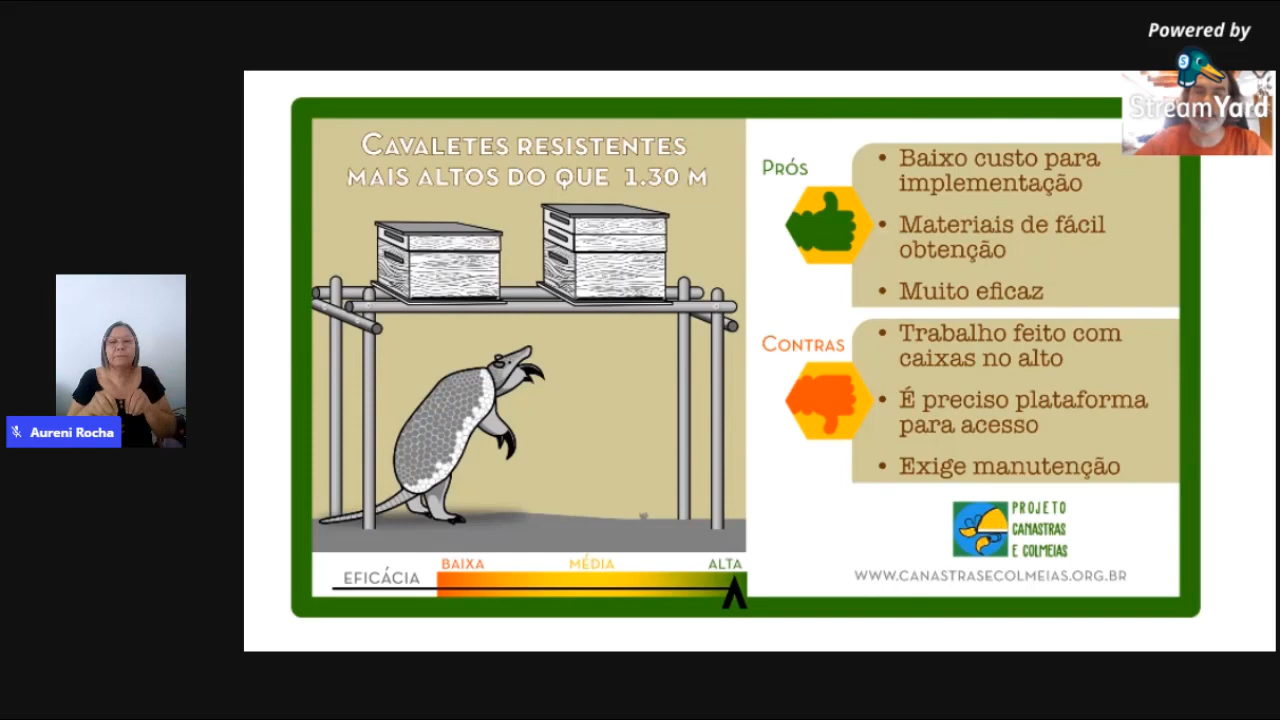 Powered by
StreamYard
CAVALETES RESISTENTES
MAIS ALTOS DO QUE 1.30 M
PRÓS
• Baixo custo para
implementação
• Materiais de fácil
obtenção
• Muito eficaz
CONTRAS
• Trabalho feito com
caixas no alto
• É preciso plataforma
para acesso
• Exige manutenção
Aureni Rocha
PROJETO
CANASTRAS
E COLMEIAS
WWW.CANASTRASECOLMEIAS.ORG.BR
EFICÁCIA
BAIXA
MÉDIA
ALTA